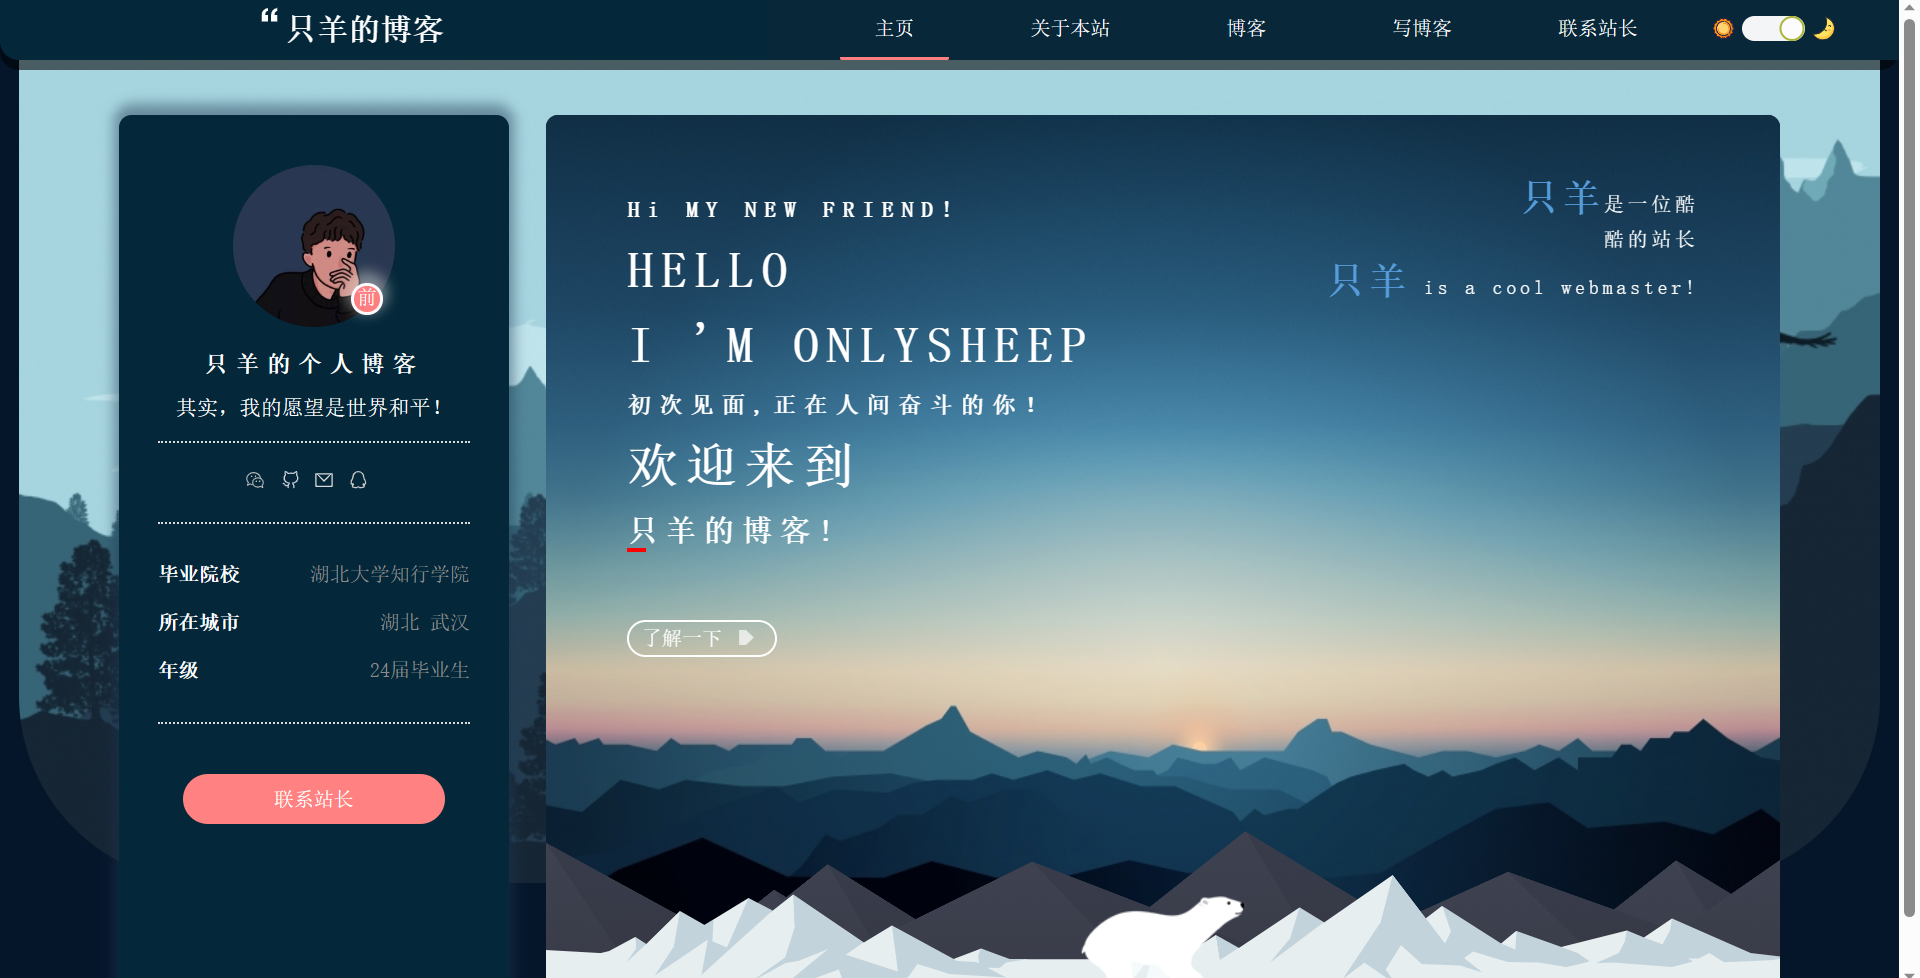 “只羊的博客
主页 关于本站 博客 写博客 联系站长
前
只羊的个人博客
其实，我的愿望是世界和平！
毕业院校 湖北大学知行学院
所在城市 湖北 武汉
年级 24届毕业生
联系站长
Hi MY NEW FRIEND!
HELLO
I ’M ONLYSHEEP
初次见面,正在人间奋斗的你!
欢迎来到
只羊的博客!
了解一下
只羊是一位酷
酷的站长
只羊 is a cool webmaster!